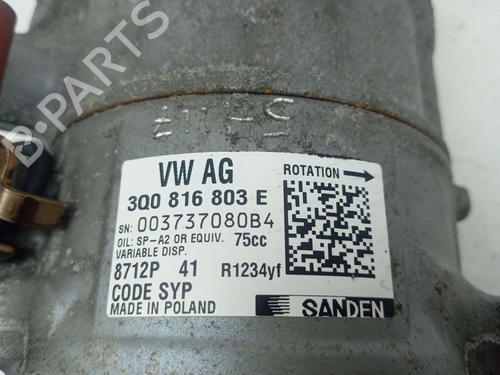 B-PARTS
VW AG
ROTATION
3Q0 816 803 E
SN: 003737080B4
OIL: SP-A2 OR EQUIV. 75cc
VARIABLE DISP.
8712P 41 R1234yf
CODE SYP
MADE IN POLAND
SANDEN